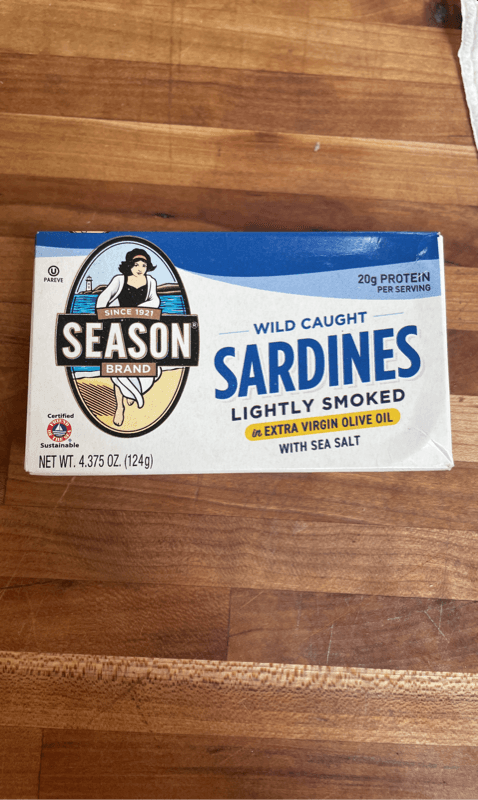 U
PAREVE
20g PROTEIN
PER SERVING
SINCE 1921
SEASON®
BRAND
WILD CAUGHT
SARDINES
LIGHTLY SMOKED
in EXTRA VIRGIN OLIVE OIL
WITH SEA SALT
Certified
Sustainable
NET WT. 4.375 OZ. (124g)